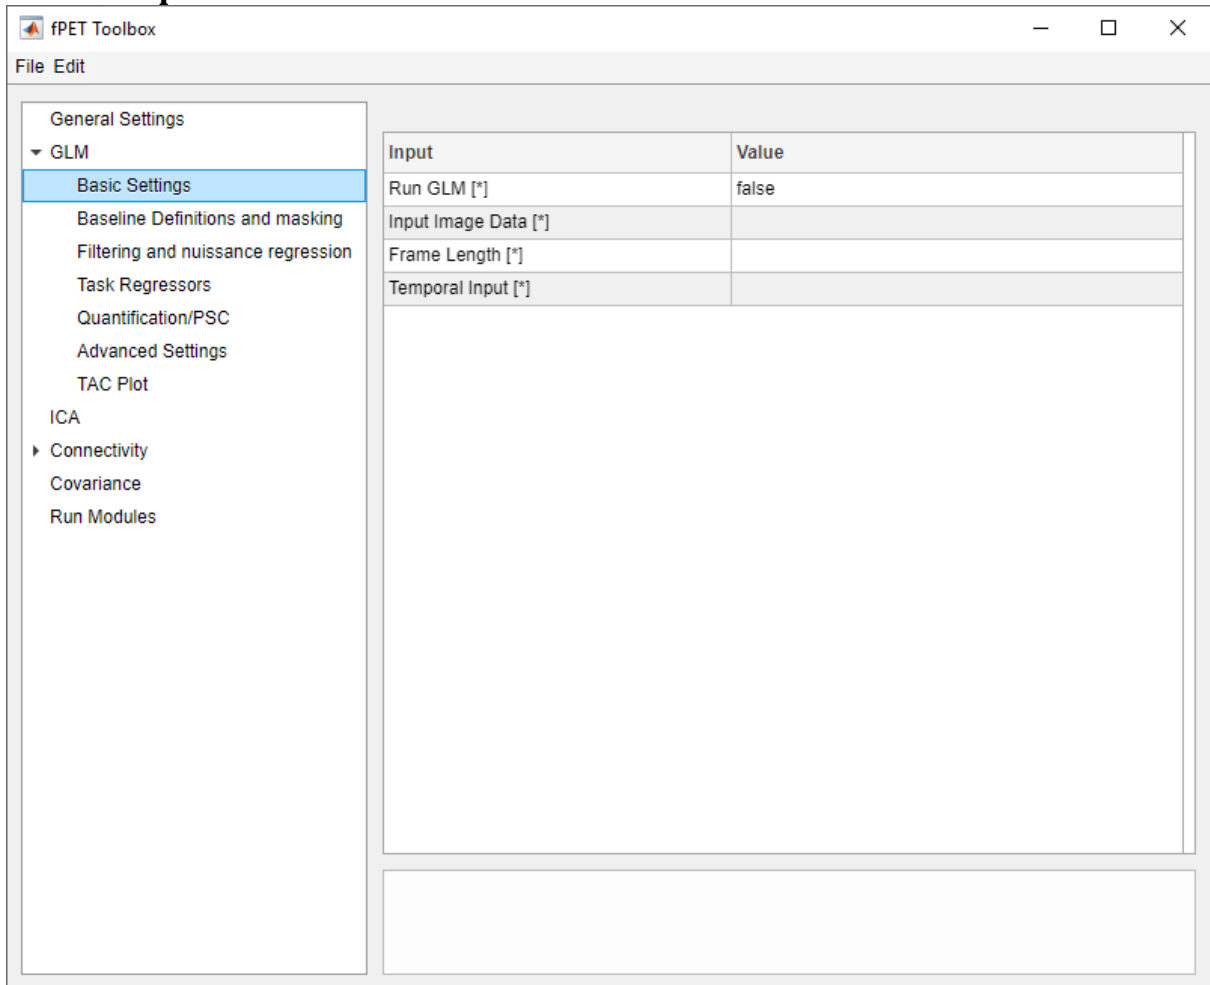 fPET Toolbox
File Edit
General Settings
GLM
Basic Settings
Baseline Definitions and masking
Filtering and nuissance regression
Task Regressors
Quantification/PSC
Advanced Settings
TAC Plot
ICA
Connectivity
Covariance
Run Modules
Input Value
Run GLM [*] false
Input Image Data [*]
Frame Length [*]
Temporal Input [*]